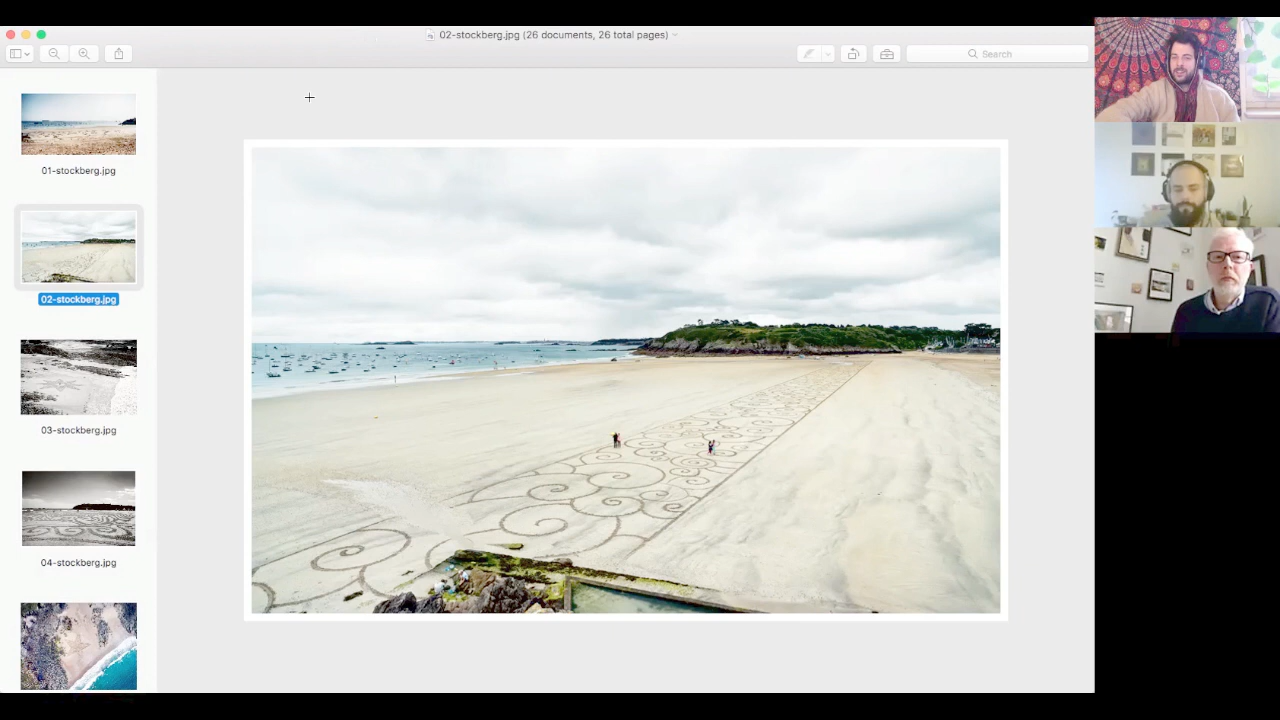 02-stockberg.jpg (26 documents, 26 total pages)
Search
01-stockberg.jpg
02-stockberg.jpg
03-stockberg.jpg
04-stockberg.jpg